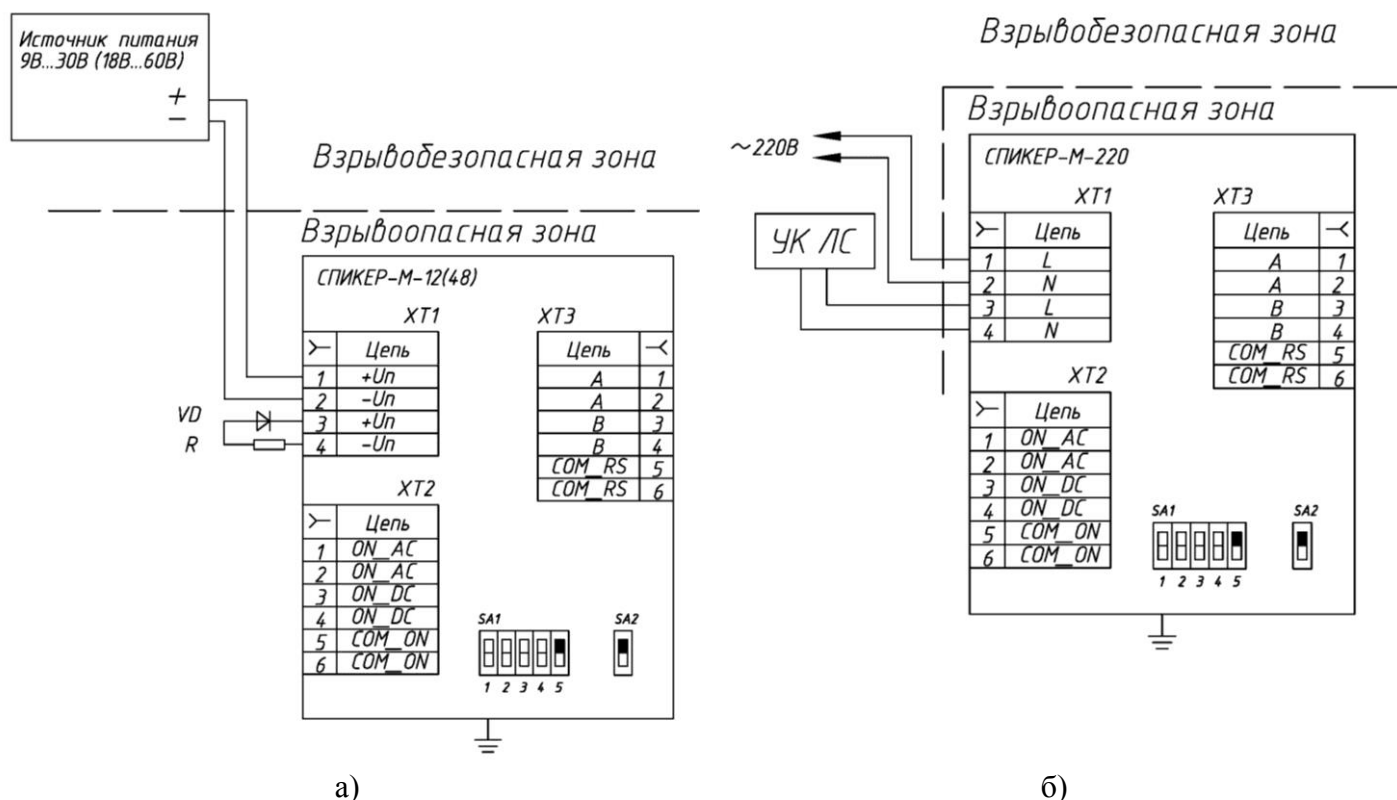 Источник питания
9В...30В (18В...60В)
+
−
Взрывобезопасная зона
Взрывоопасная зона
СПИКЕР-М-12(48)
XT1
Цепь
1 +Uп
2 -Uп
3 +Uп
4 -Uп
VD
R
XT2
Цепь
1 ON_AC
2 ON_AC
3 ON_DC
4 ON_DC
5 COM_ON
6 COM_ON
XT3
Цепь
A 1
A 2
B 3
B 4
COM_RS 5
COM_RS 6
SA1
1 2 3 4 5
SA2
а)
Взрывобезопасная зона
Взрывоопасная зона
~220В
УК ЛС
СПИКЕР-М-220
XT1
Цепь
1 L
2 N
3 L
4 N
XT2
Цепь
1 ON_AC
2 ON_AC
3 ON_DC
4 ON_DC
5 COM_ON
6 COM_ON
XT3
Цепь
A 1
A 2
B 3
B 4
COM_RS 5
COM_RS 6
SA1
1 2 3 4 5
SA2
б)